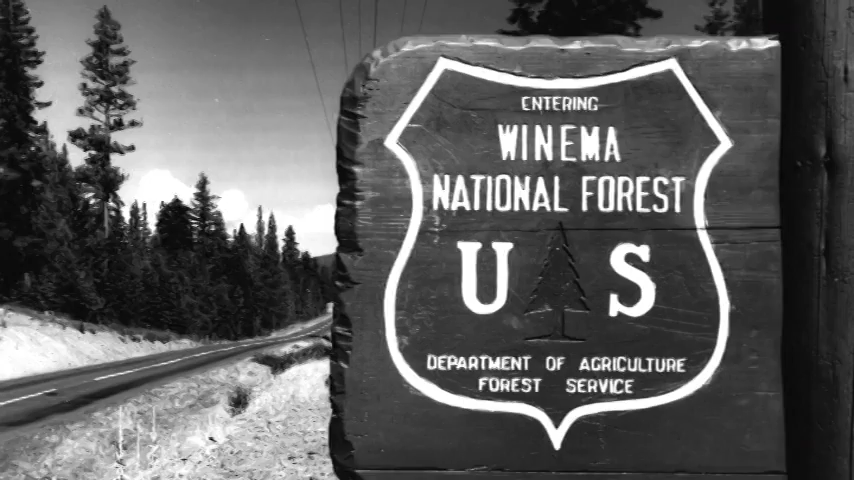 ENTERING
WINEMA
NATIONAL FOREST
U S
DEPARTMENT OF AGRICULTURE
FOREST SERVICE